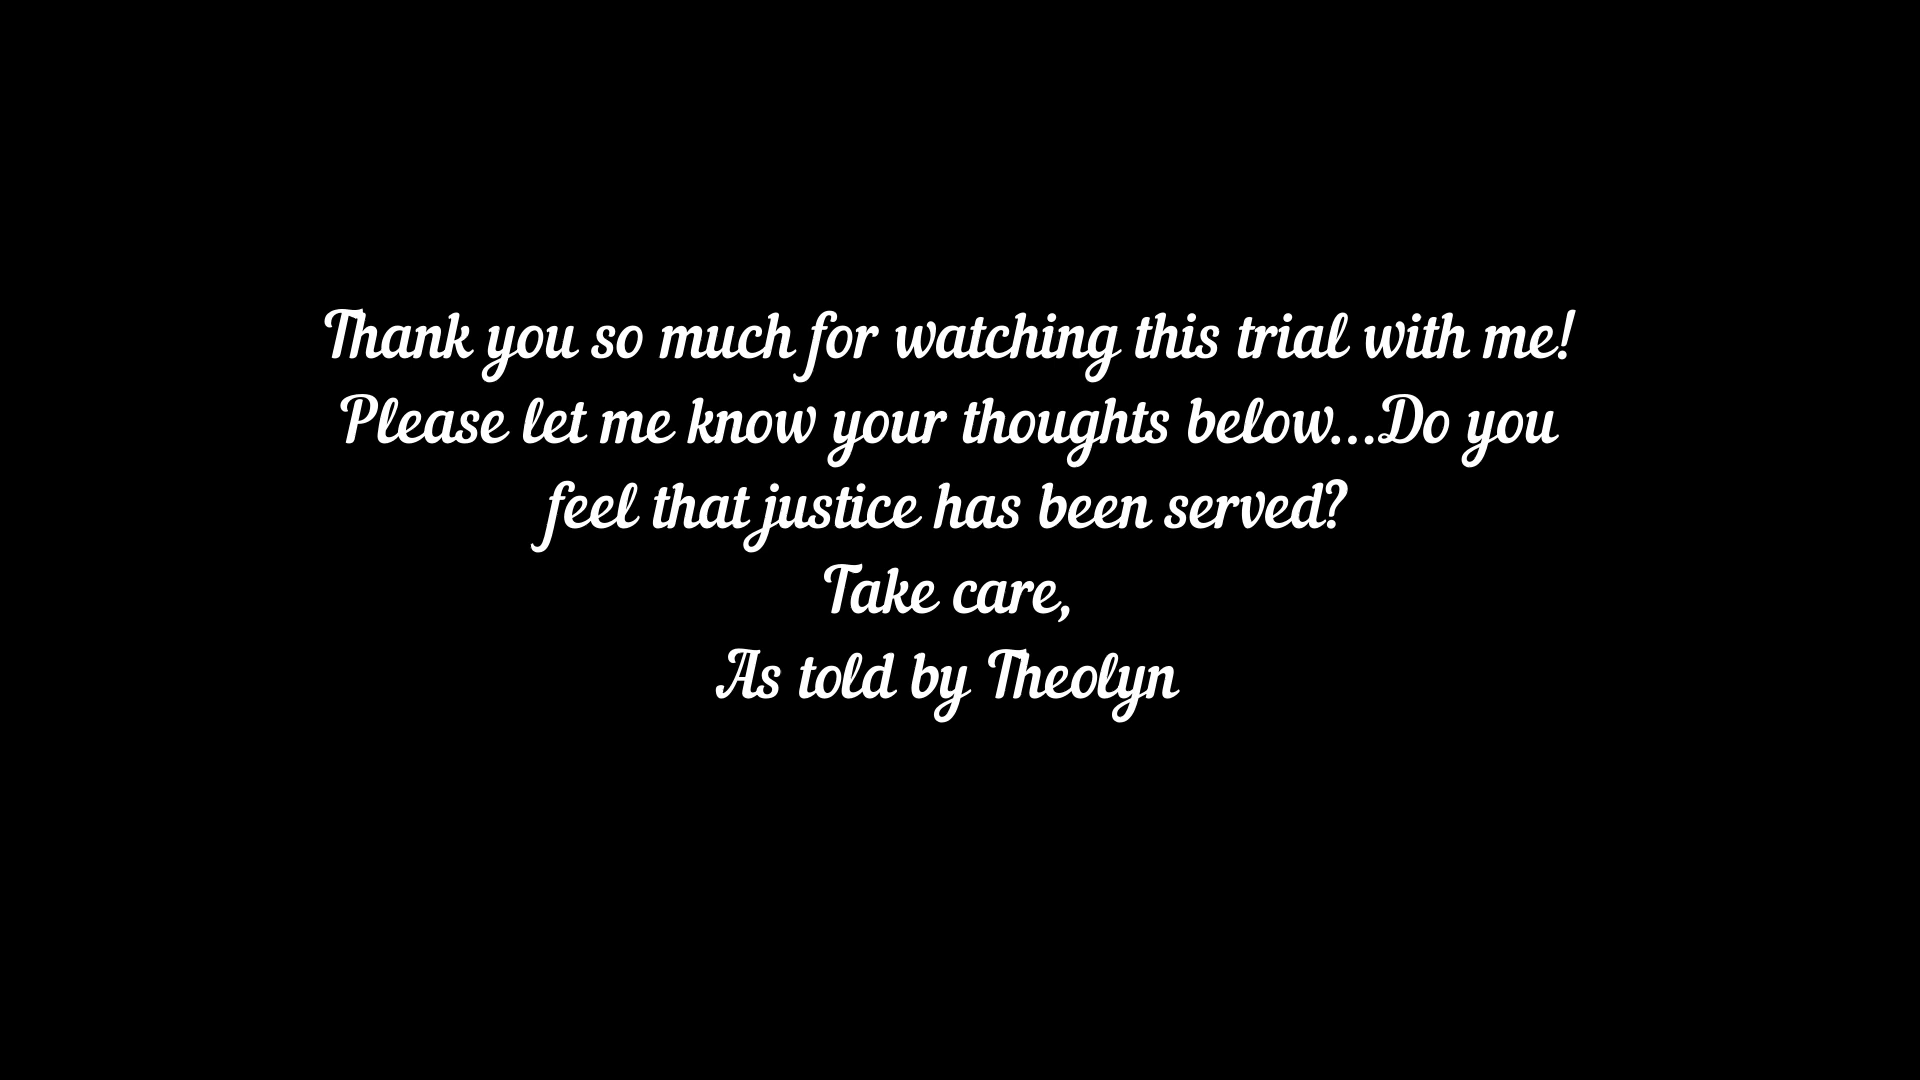 Thank you so much for watching this trial with me!
Please let me know your thoughts below...Do you
feel that justice has been served?
Take care,
As told by Theolyn